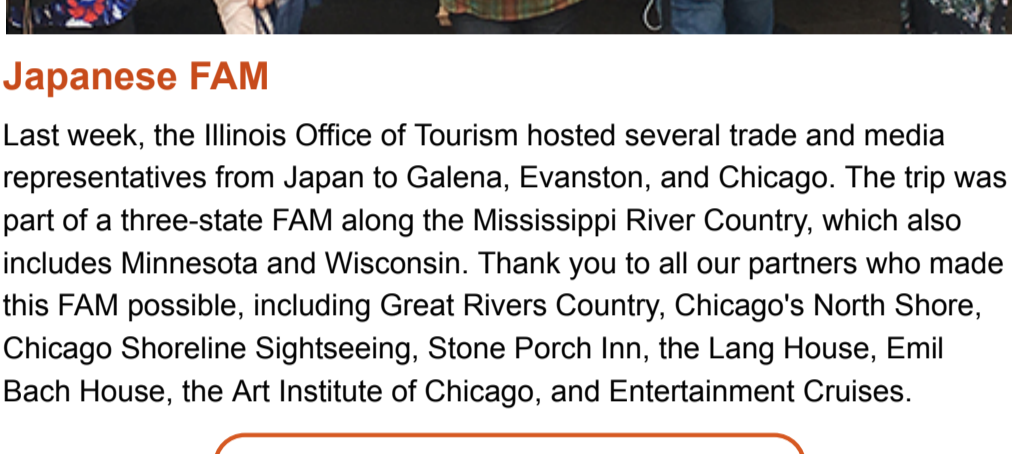 Japanese FAM
Last week, the Illinois Office of Tourism hosted several trade and media
representatives from Japan to Galena, Evanston, and Chicago. The trip was
part of a three-state FAM along the Mississippi River Country, which also
includes Minnesota and Wisconsin. Thank you to all our partners who made
this FAM possible, including Great Rivers Country, Chicago's North Shore,
Chicago Shoreline Sightseeing, Stone Porch Inn, the Lang House, Emil
Bach House, the Art Institute of Chicago, and Entertainment Cruises.